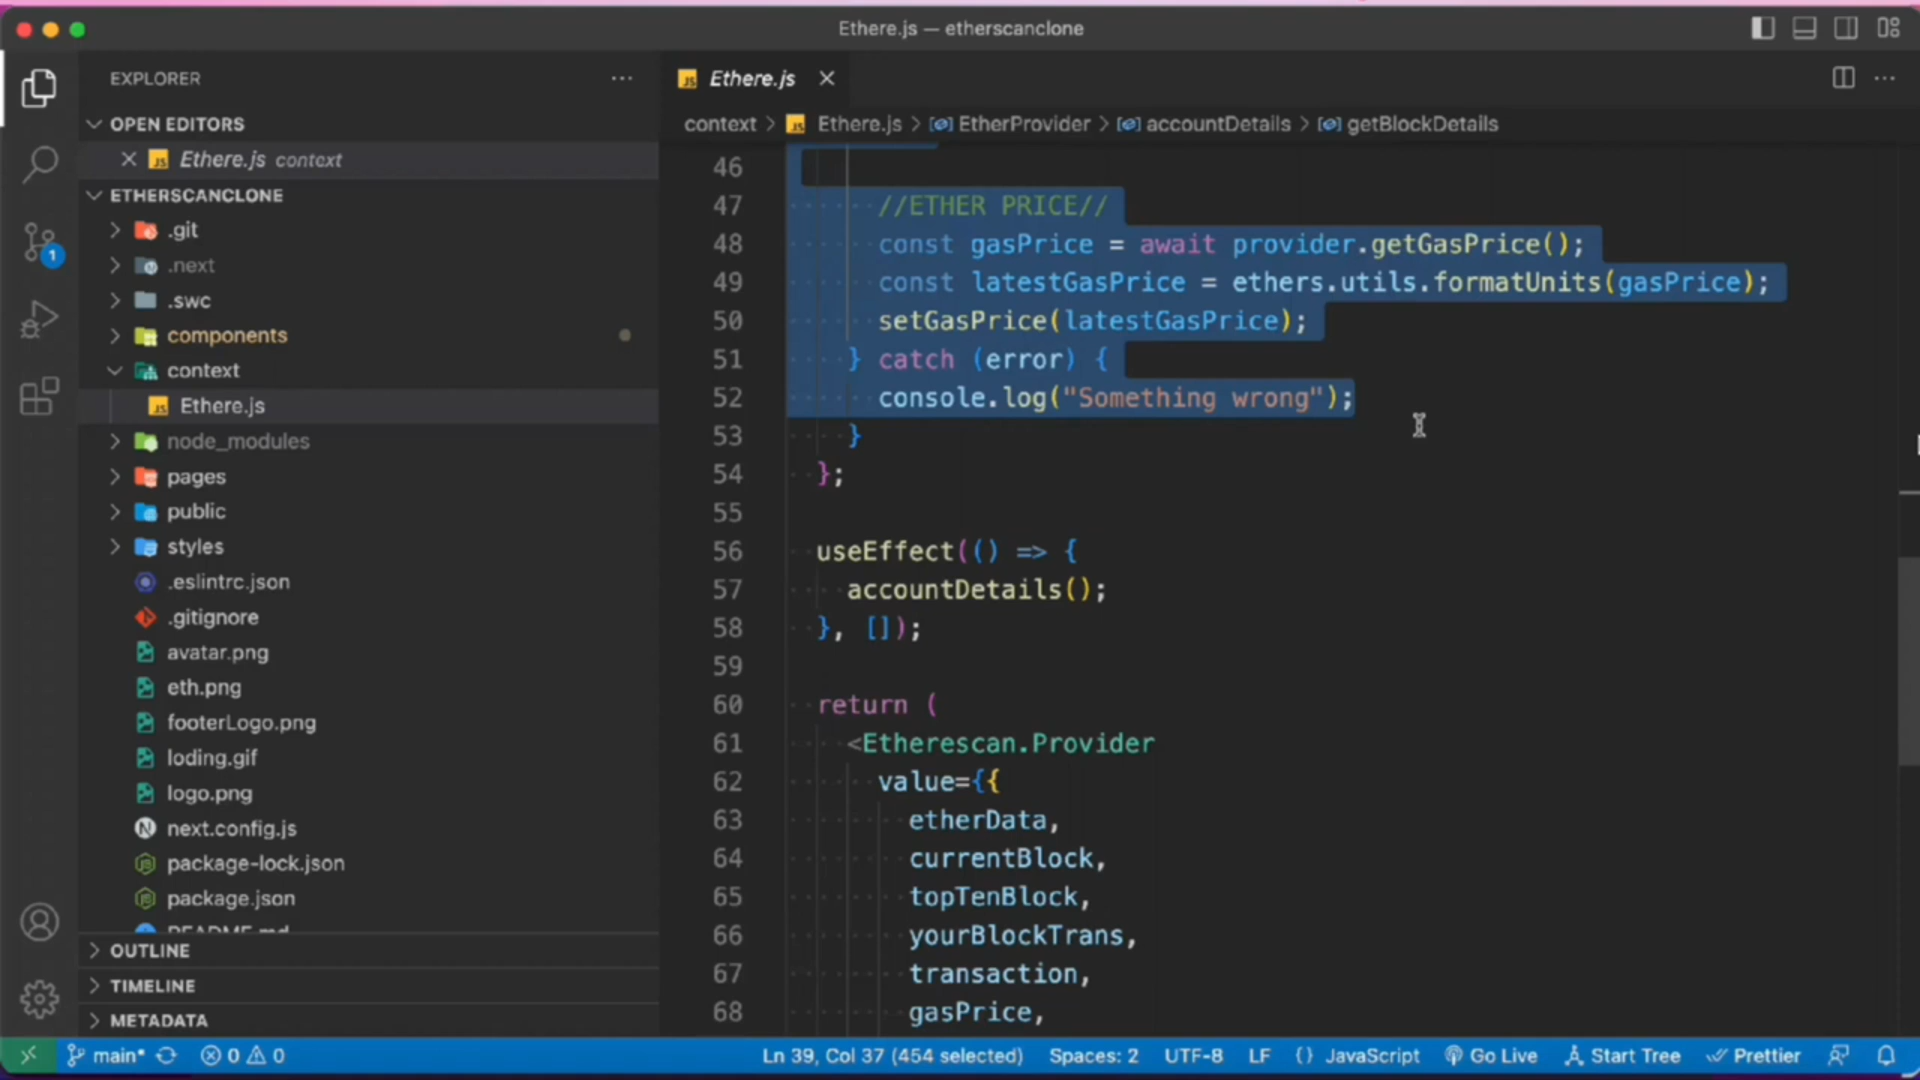 Ethere.js — etherscanclone
EXPLORER
OPEN EDITORS
Ethere.js context
ETHERSCANCLONE
.git
.next
.swc
components
context
Ethere.js
node_modules
pages
public
styles
.eslintrc.json
.gitignore
avatar.png
eth.png
footerLogo.png
loding.gif
logo.png
next.config.js
package-lock.json
package.json
README.md
OUTLINE
TIMELINE
METADATA
1
Ethere.js
context > Ethere.js > EtherProvider > accountDetails > getBlockDetails
46
47 //ETHER PRICE//
48 const gasPrice = await provider.getGasPrice();
49 const latestGasPrice = ethers.utils.formatUnits(gasPrice);
50 setGasPrice(latestGasPrice);
51 } catch (error) {
52 console.log("Something wrong");
53 }
54 };
55
56 useEffect(() => {
57 accountDetails();
58 }, []);
59
60 return (
61 <Etherescan.Provider
62 value={{
63 etherData,
64 currentBlock,
65 topTenBlock,
66 yourBlockTrans,
67 transaction,
68 gasPrice,
main* 0 0 Ln 39, Col 37 (454 selected) Spaces: 2 UTF-8 LF {} JavaScript Go Live Start Tree Prettier